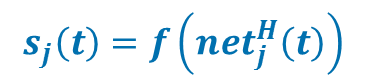 s_j(t) = f(net_j^H(t))